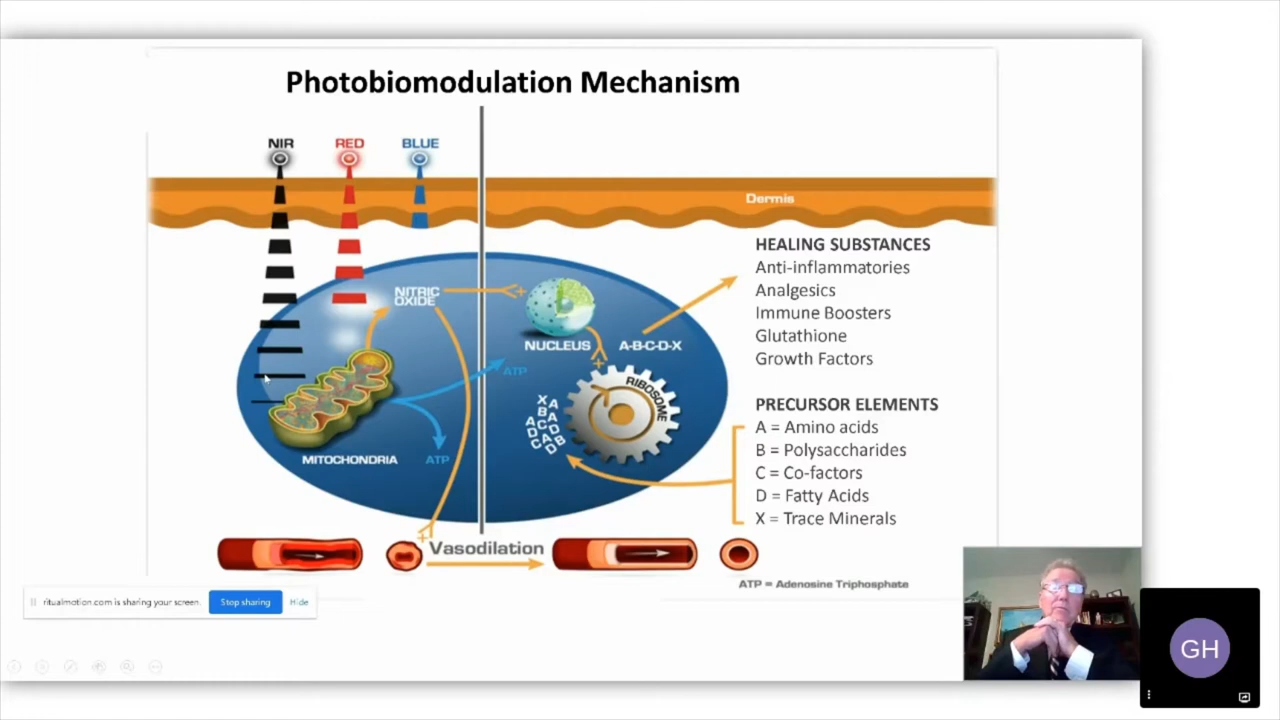 Photobiomodulation Mechanism
NIR RED BLUE
Dermis
HEALING SUBSTANCES
Anti-inflammatories
Analgesics
Immune Boosters
Glutathione
Growth Factors
NITRIC
OXIDE
NUCLEUS
A-B-C-D-X
ATP
RIBOSOME
X A
B A
A C D
D A B
C D
MITOCHONDRIA
ATP
PRECURSOR ELEMENTS
A = Amino acids
B = Polysaccharides
C = Co-factors
D = Fatty Acids
X = Trace Minerals
Vasodilation
ATP = Adenosine Triphosphate
ritualmotion.com is sharing your screen. Stop sharing Hide
GH